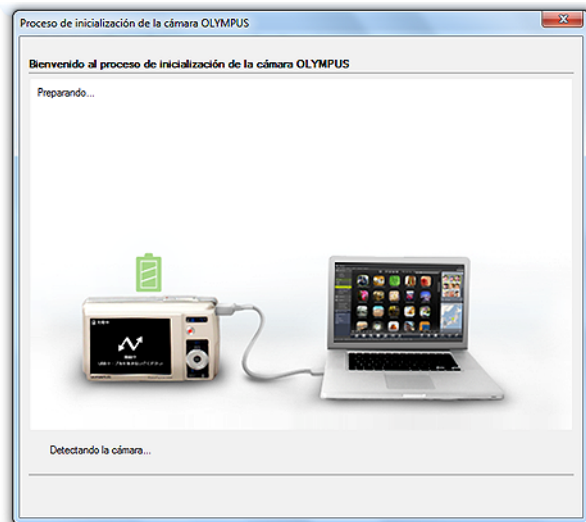 Proceso de inicialización de la cámara OLYMPUS
Bienvenido al proceso de inicialización de la cámara OLYMPUS
Preparando...
Detectando la cámara...